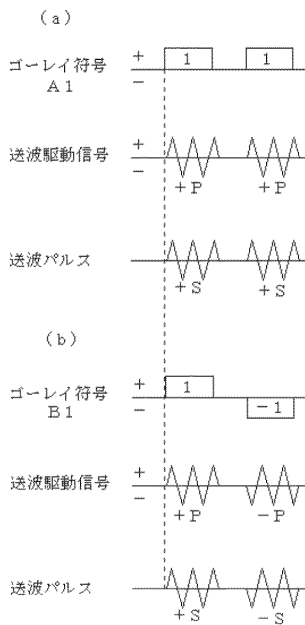 (a)
ゴーレイ符号 + 1 1
A1 −
送波駆動信号 + −
+P +P
送波パルス
+S +S
(b)
ゴーレイ符号 + 1
B1 − −1
送波駆動信号 + −
+P −P
送波パルス
+S −S